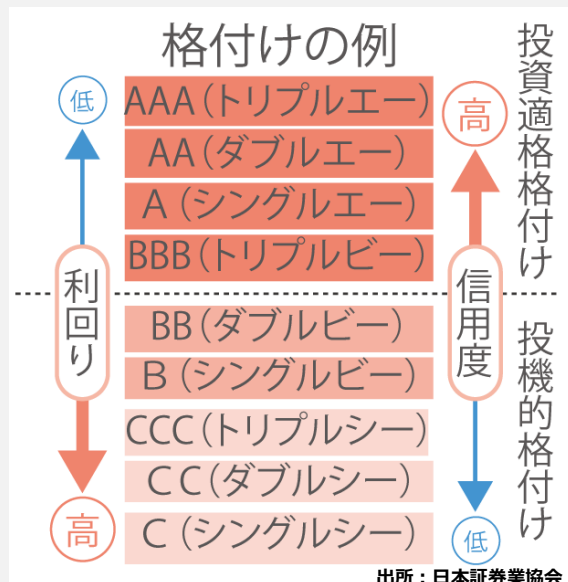 格付けの例
低
利回り
高
AAA(トリプルエー)
AA(ダブルエー)
A(シングルエー)
BBB(トリプルビー)
BB(ダブルビー)
B(シングルビー)
CCC(トリプルシー)
CC(ダブルシー)
C(シングルシー)
高
信用度
低
投資適格格付け
投機的格付け
出所：日本証券業協会